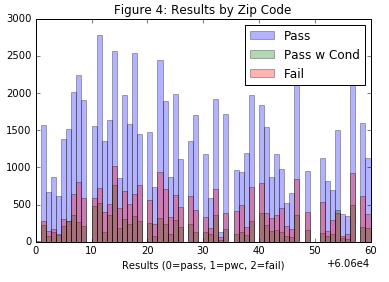 Figure 4: Results by Zip Code
3000
2500
2000
1500
1000
500
0
Pass
Pass w Cond
Fail
0 10 20 30 40 50 60
Results (0=pass, 1=pwc, 2=fail)
+6.06e4